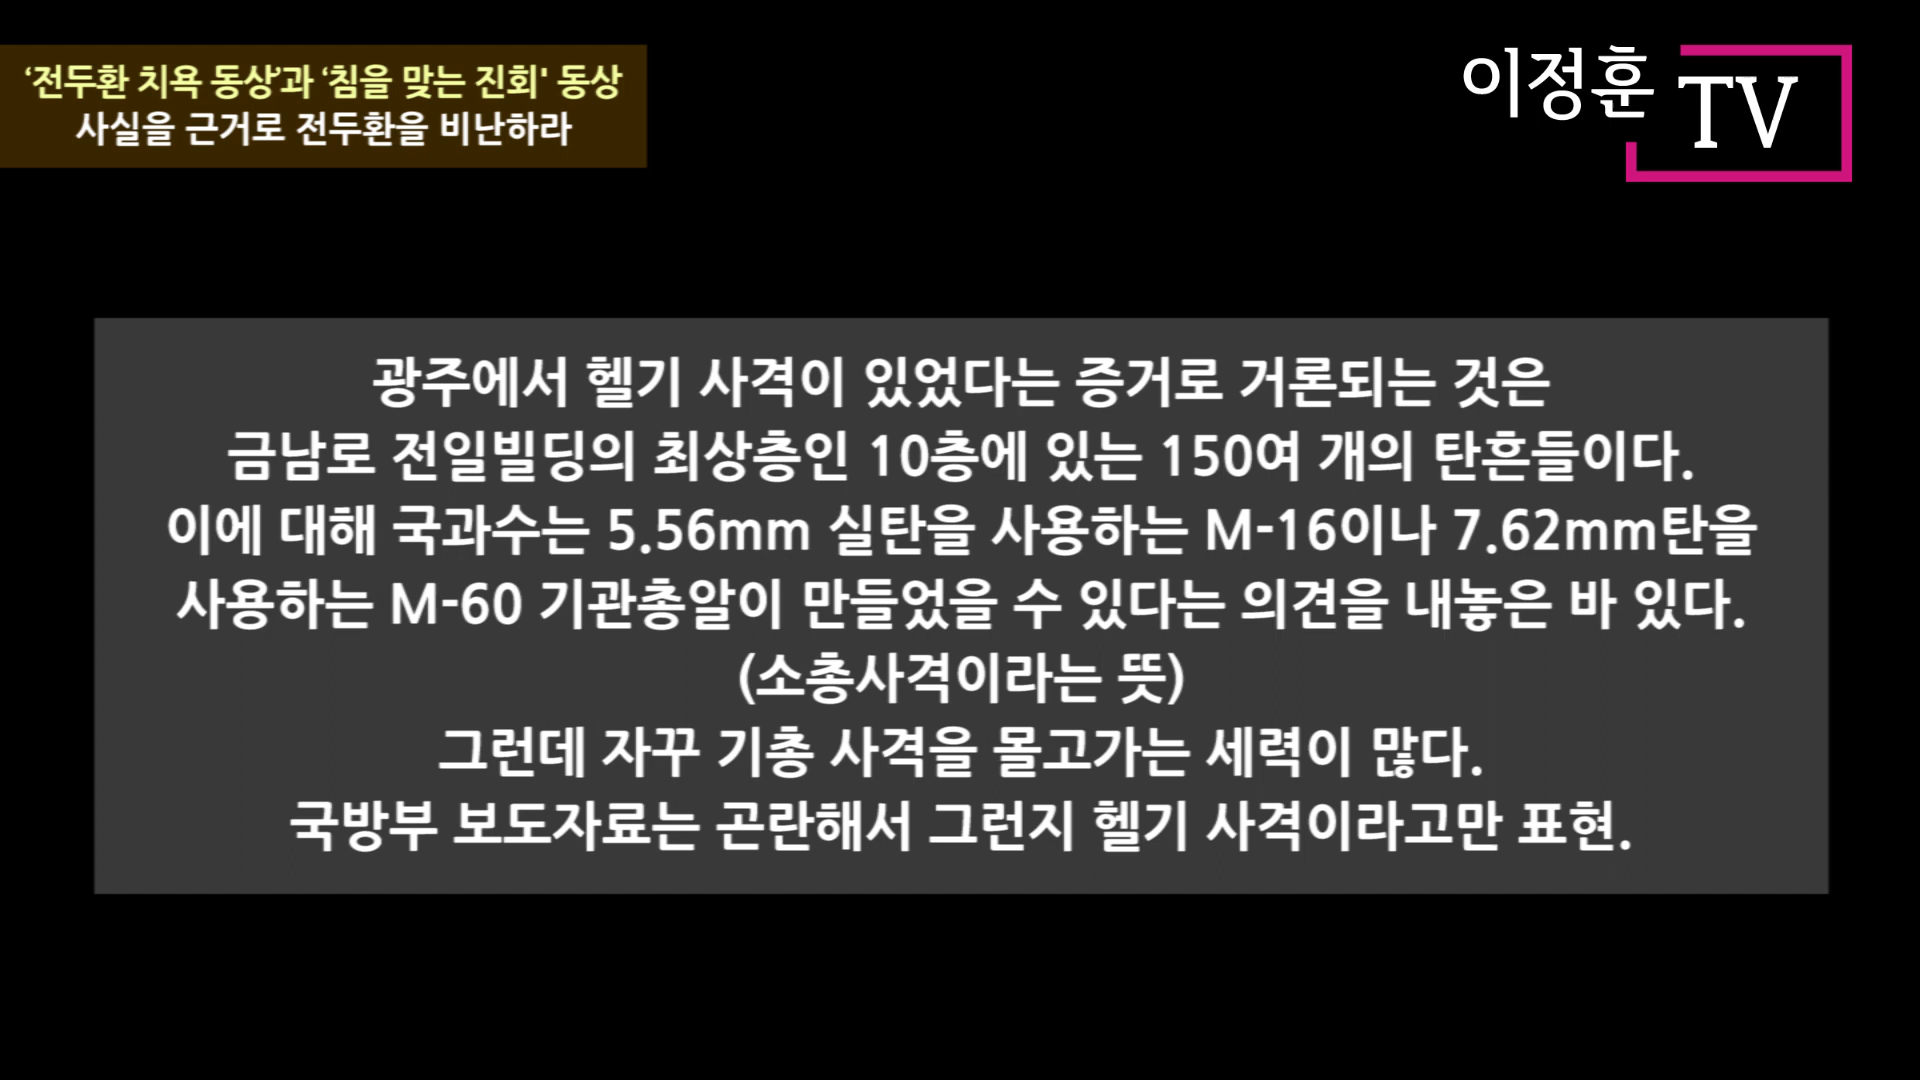 ‘전두환 치욕 동상’과 ‘침을 맞는 진회' 동상
사실을 근거로 전두환을 비난하라
이정훈 TV
광주에서 헬기 사격이 있었다는 증거로 거론되는 것은
금남로 전일빌딩의 최상층인 10층에 있는 150여 개의 탄흔들이다.
이에 대해 국과수는 5.56mm 실탄을 사용하는 M-16이나 7.62mm탄을
사용하는 M-60 기관총알이 만들었을 수 있다는 의견을 내놓은 바 있다.
(소총사격이라는 뜻)
그런데 자꾸 기총 사격을 몰고가는 세력이 많다.
국방부 보도자료는 곤란해서 그런지 헬기 사격이라고만 표현.